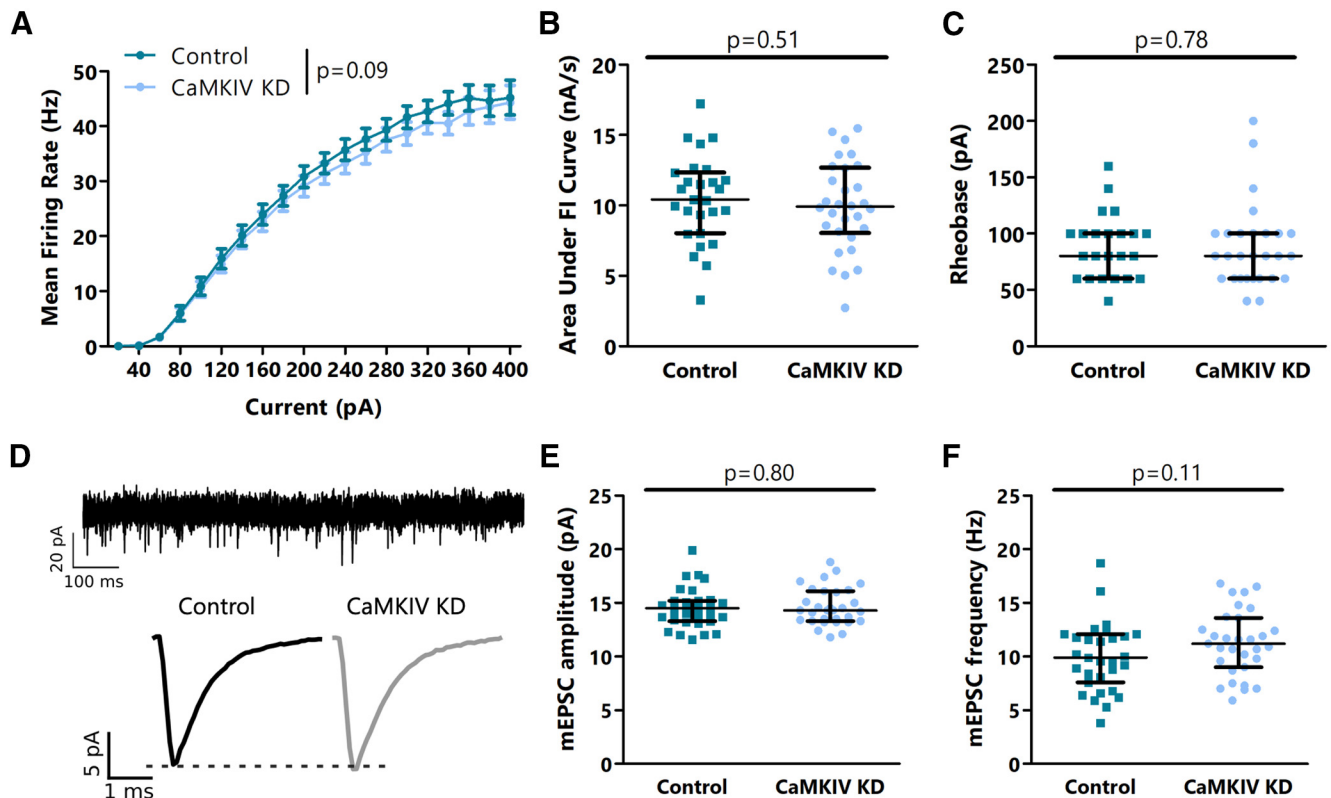 A
Control
CaMKIV KD
p=0.09
Mean Firing Rate (Hz)
50
40
30
20
10
0
40 80 120 160 200 240 280 320 360 400
Current (pA)
B
p=0.51
Area Under FI Curve (nA/s)
20
15
10
5
0
Control CaMKIV KD
C
p=0.78
Rheobase (pA)
250
200
150
100
50
0
Control CaMKIV KD
D
20 pA
100 ms
Control CaMKIV KD
5 pA
1 ms
E
p=0.80
mEPSC amplitude (pA)
25
20
15
10
5
0
Control CaMKIV KD
F
p=0.11
mEPSC frequency (Hz)
25
20
15
10
5
0
Control CaMKIV KD